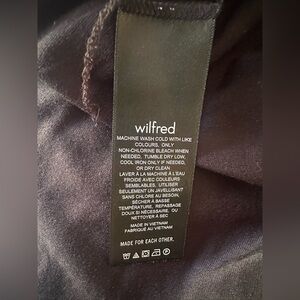 wilfred
MACHINE WASH COLD WITH LIKE
COLOURS, ONLY
NON-CHLORINE BLEACH WHEN
NEEDED, TUMBLE DRY LOW,
COOL IRON ONLY IF NEEDED,
OR DRY CLEAN
LAVER À LA MACHINE À L'EAU
FROIDE AVEC COULEURS
SEMBLABLES, UTILISER
SEULEMENT UN JAVELLISANT
SANS CHLORE AU BESOIN,
SÉCHER À BASSE
TEMPÉRATURE, REPASSAGE
DOUX SI NÉCESSAIRE, OU
NETTOYER À SEC
MADE IN VIETNAM
FABRIQUÉ AU VIETNAM
MADE FOR EACH OTHER.